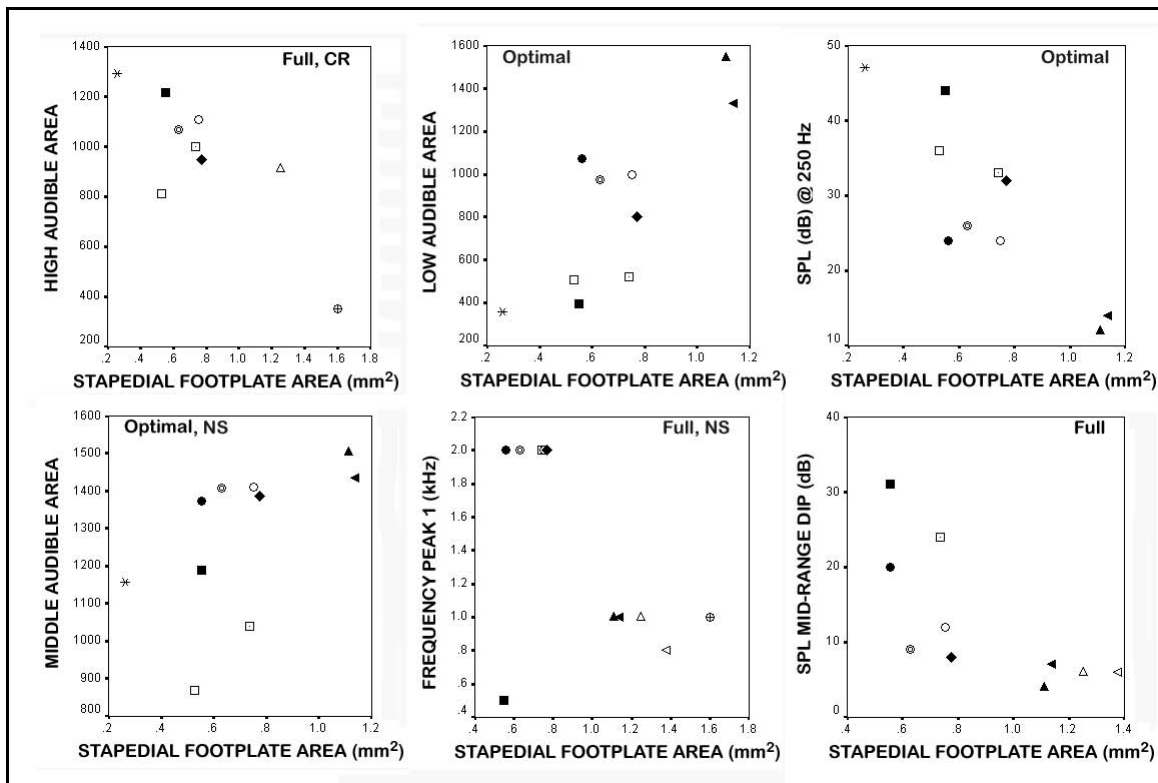 Full, CR
HIGH AUDIBLE AREA
1400
1200
1000
800
600
400
200
.2 .4 .6 .8 1.0 1.2 1.4 1.6 1.8
STAPEDIAL FOOTPLATE AREA (mm²)
Optimal
LOW AUDIBLE AREA
1600
1400
1200
1000
800
600
400
200
.2 .4 .6 .8 1.0 1.2
STAPEDIAL FOOTPLATE AREA (mm²)
Optimal
SPL (dB) @ 250 Hz
50
40
30
20
10
.2 .4 .6 .8 1.0 1.2
STAPEDIAL FOOTPLATE AREA (mm²)
Optimal, NS
MIDDLE AUDIBLE AREA
1600
1500
1400
1300
1200
1100
1000
900
800
.2 .4 .6 .8 1.0 1.2
STAPEDIAL FOOTPLATE AREA (mm²)
Full, NS
FREQUENCY PEAK 1 (kHz)
2.2
2.0
1.8
1.6
1.4
1.2
1.0
.8
.6
.4
.4 .6 .8 1.0 1.2 1.4 1.6 1.8
STAPEDIAL FOOTPLATE AREA (mm²)
Full
SPL MID-RANGE DIP (dB)
40
30
20
10
0
.4 .6 .8 1.0 1.2 1.4
STAPEDIAL FOOTPLATE AREA (mm²)